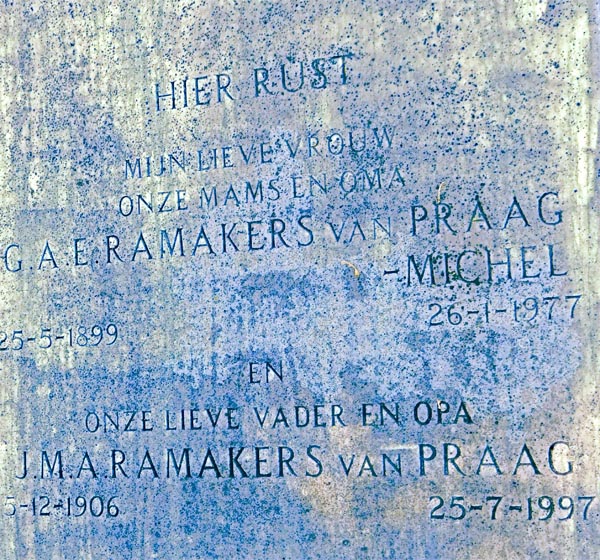 HIER RUST
MIJN LIEVE VROUW
ONZE MAMS EN OMA
G.A.E. RAMAKERS VAN PRAAG
-MICHEL
25-5-1899 26-1-1977
EN
ONZE LIEVE VADER EN OPA
J.M.A. RAMAKERS VAN PRAAG
5-12-1906 25-7-1997